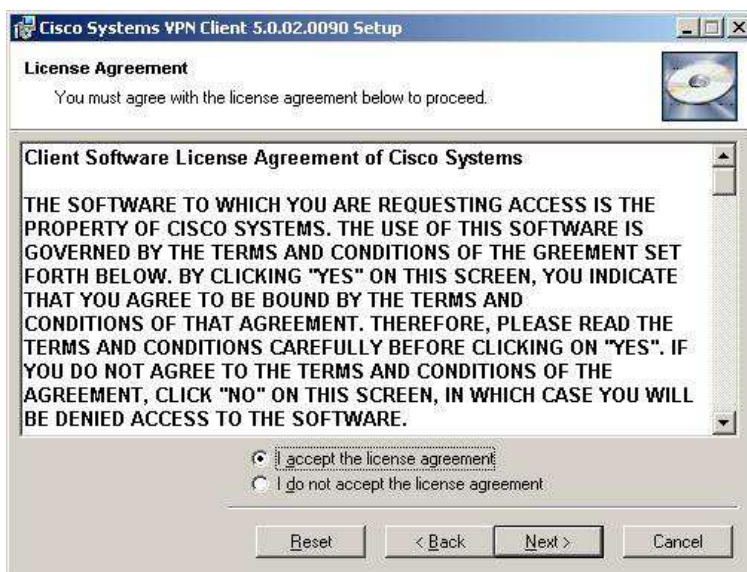 Cisco Systems VPN Client 5.0.02.0090 Setup
License Agreement
You must agree with the license agreement below to proceed.
Client Software License Agreement of Cisco Systems
THE SOFTWARE TO WHICH YOU ARE REQUESTING ACCESS IS THE
PROPERTY OF CISCO SYSTEMS. THE USE OF THIS SOFTWARE IS
GOVERNED BY THE TERMS AND CONDITIONS OF THE GREEMENT SET
FORTH BELOW. BY CLICKING "YES" ON THIS SCREEN, YOU INDICATE
THAT YOU AGREE TO BE BOUND BY THE TERMS AND
CONDITIONS OF THAT AGREEMENT. THEREFORE, PLEASE READ THE
TERMS AND CONDITIONS CAREFULLY BEFORE CLICKING ON "YES". IF
YOU DO NOT AGREE TO THE TERMS AND CONDITIONS OF THE
AGREEMENT, CLICK "NO" ON THIS SCREEN, IN WHICH CASE YOU WILL
BE DENIED ACCESS TO THE SOFTWARE.
I accept the license agreement
I do not accept the license agreement
Reset
< Back
Next >
Cancel